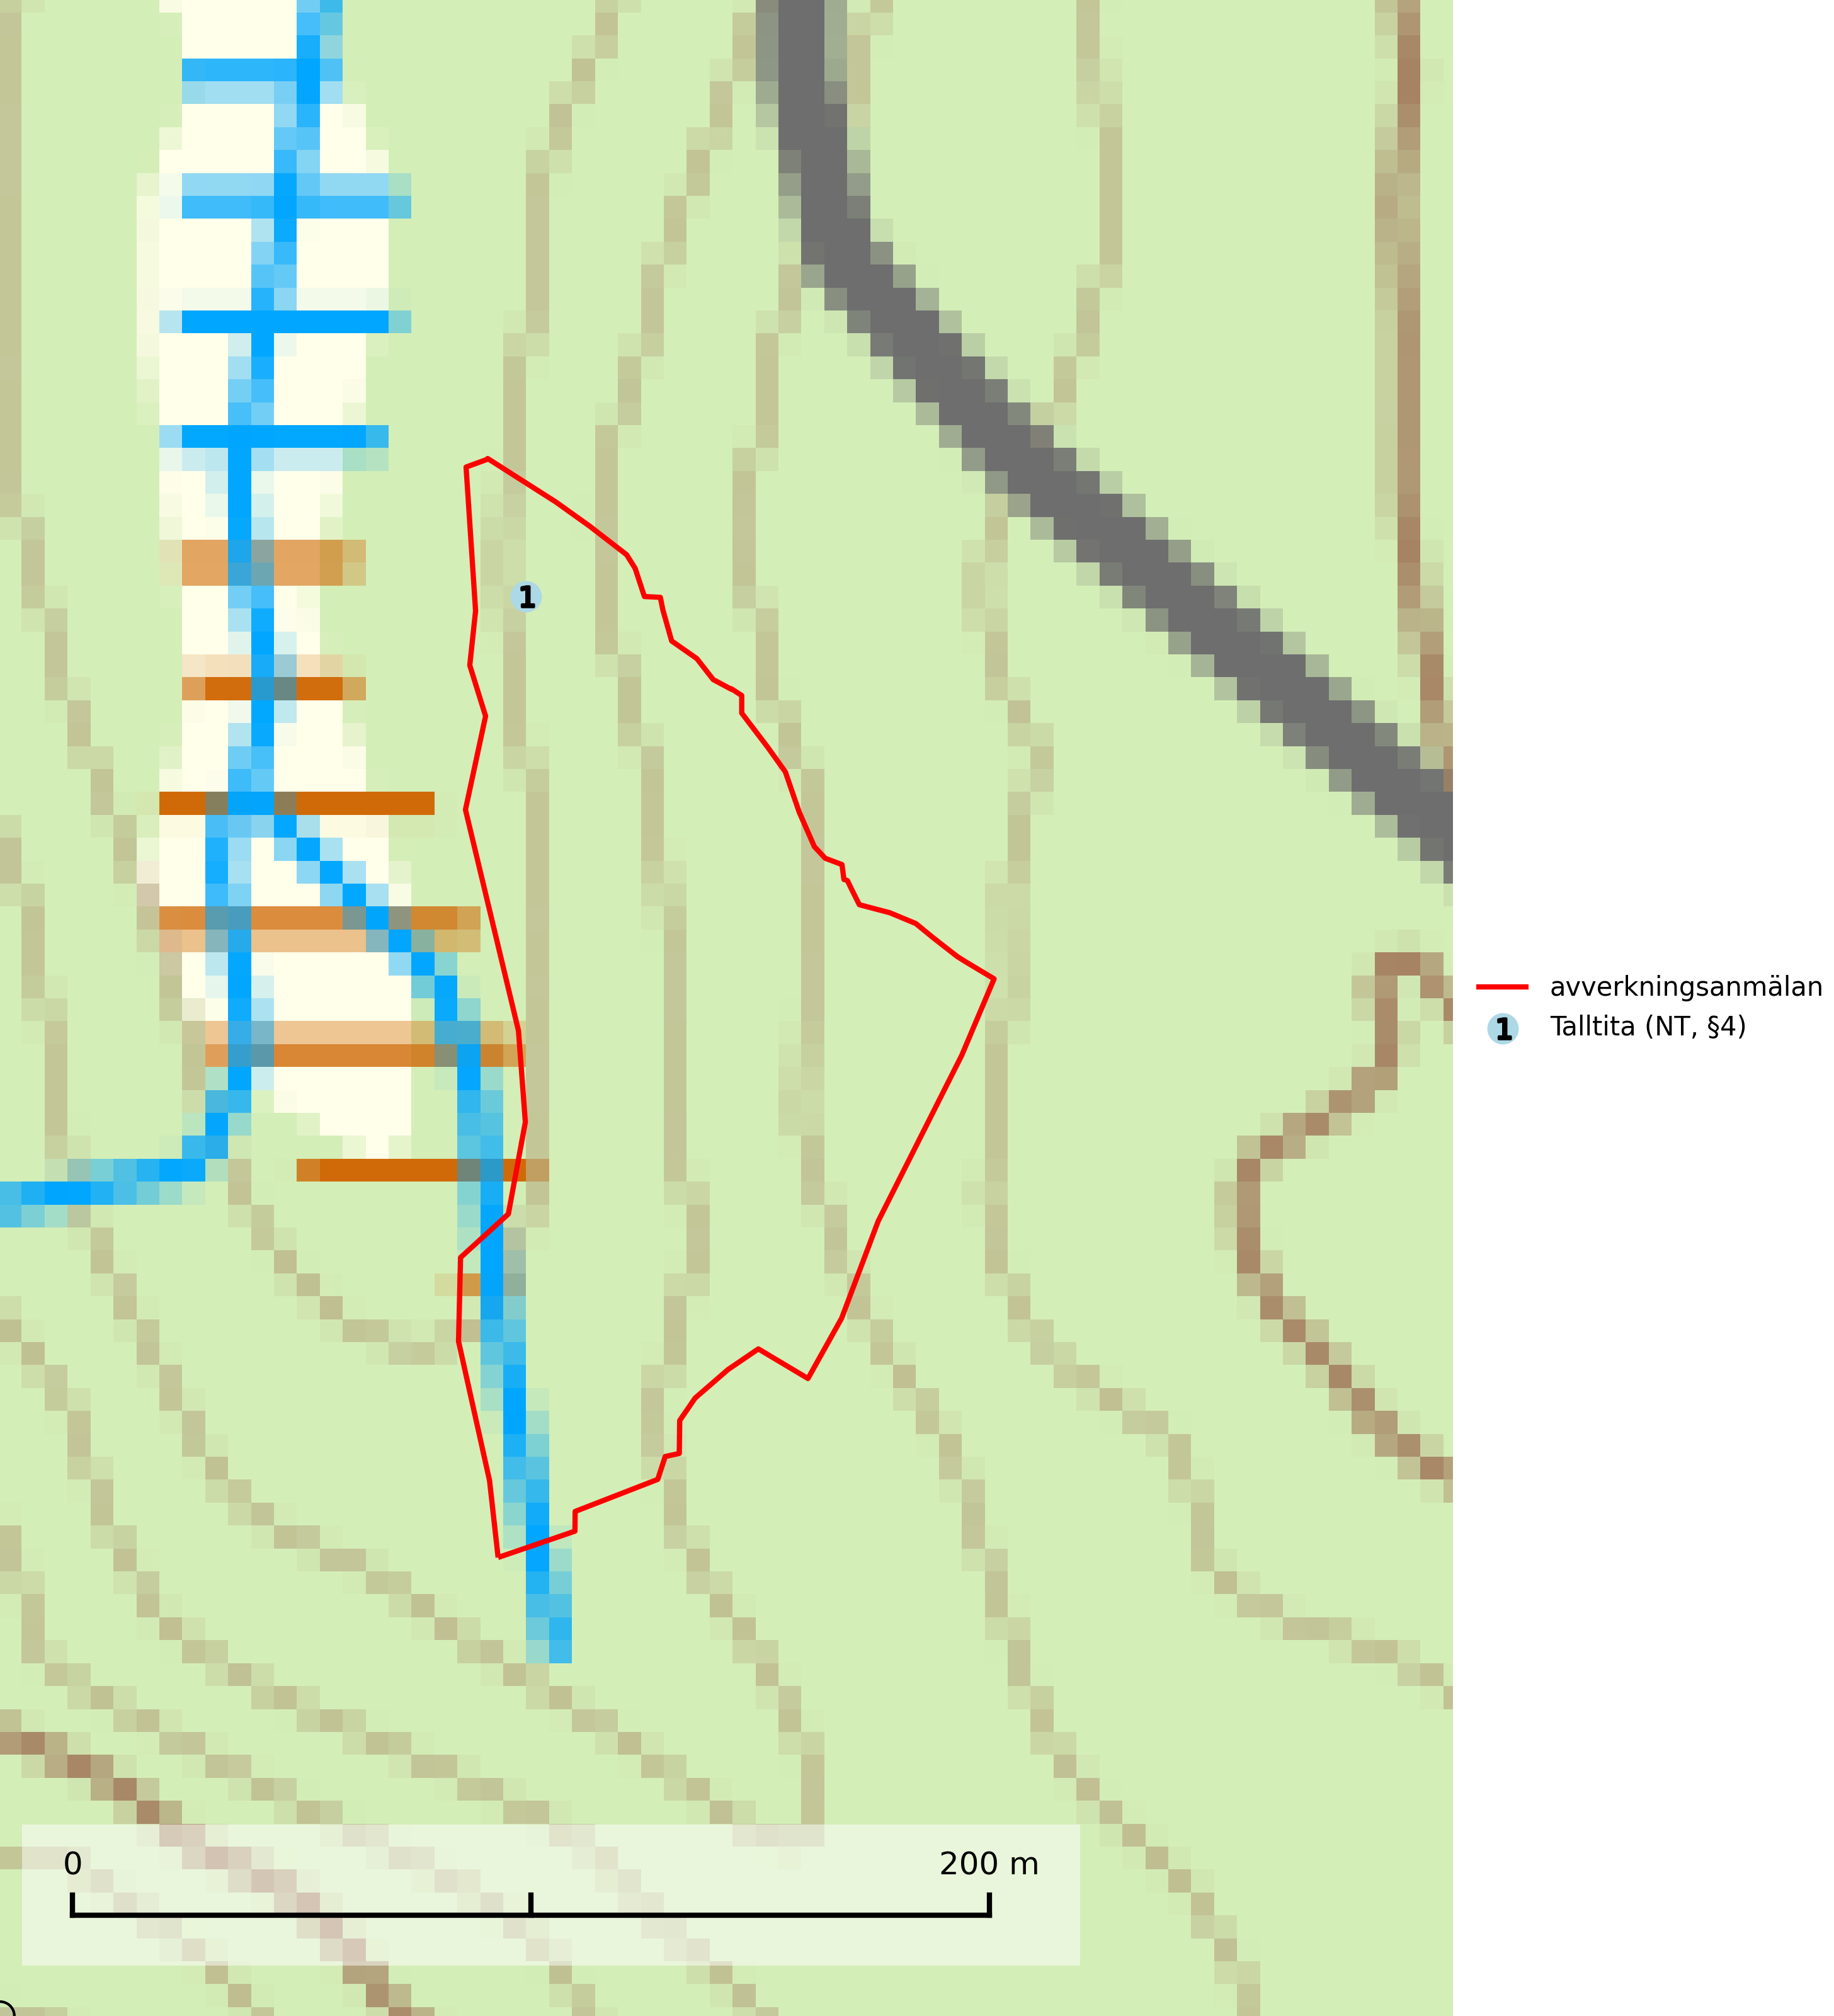 1
avverkningsanmälan
1 Talltita (NT, §4)
0 200 m